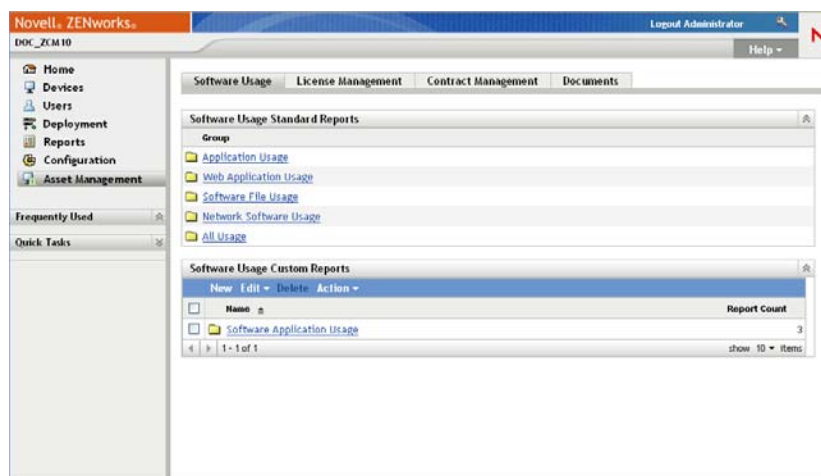 Novell® ZENworks®
Logout Administrator
DOC_ZCM10
Help
N
Home
Devices
Users
Deployment
Reports
Configuration
Asset Management
Frequently Used
Quick Tasks
Software Usage License Management Contract Management Documents
Software Usage Standard Reports
Group
Application Usage
Web Application Usage
Software File Usage
Network Software Usage
All Usage
Software Usage Custom Reports
New Edit Delete Action
Name Report Count
Software Application Usage 3
1 - 1 of 1 show 10 items